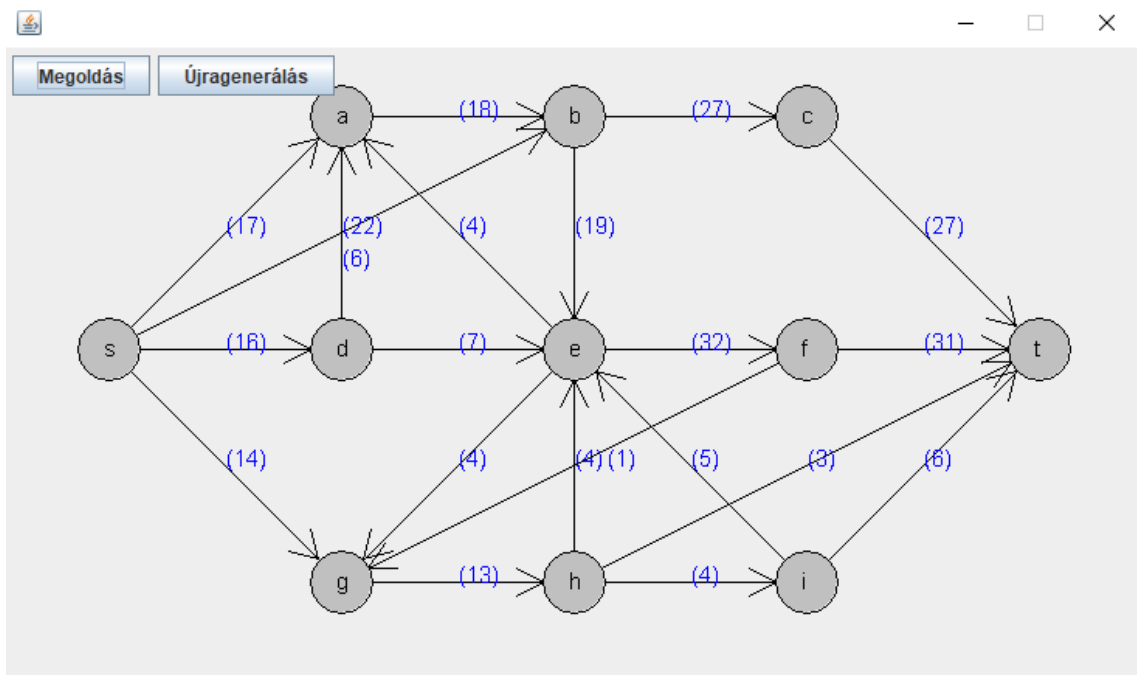 Megoldás Újragenerálás
a (18) b (27) c
(17) (22) (4) (19) (27)
(6)
s (16) d (7) e (32) f (31) t
(14) (4) (4) (1) (5) (3) (6)
g (13) h (4) i